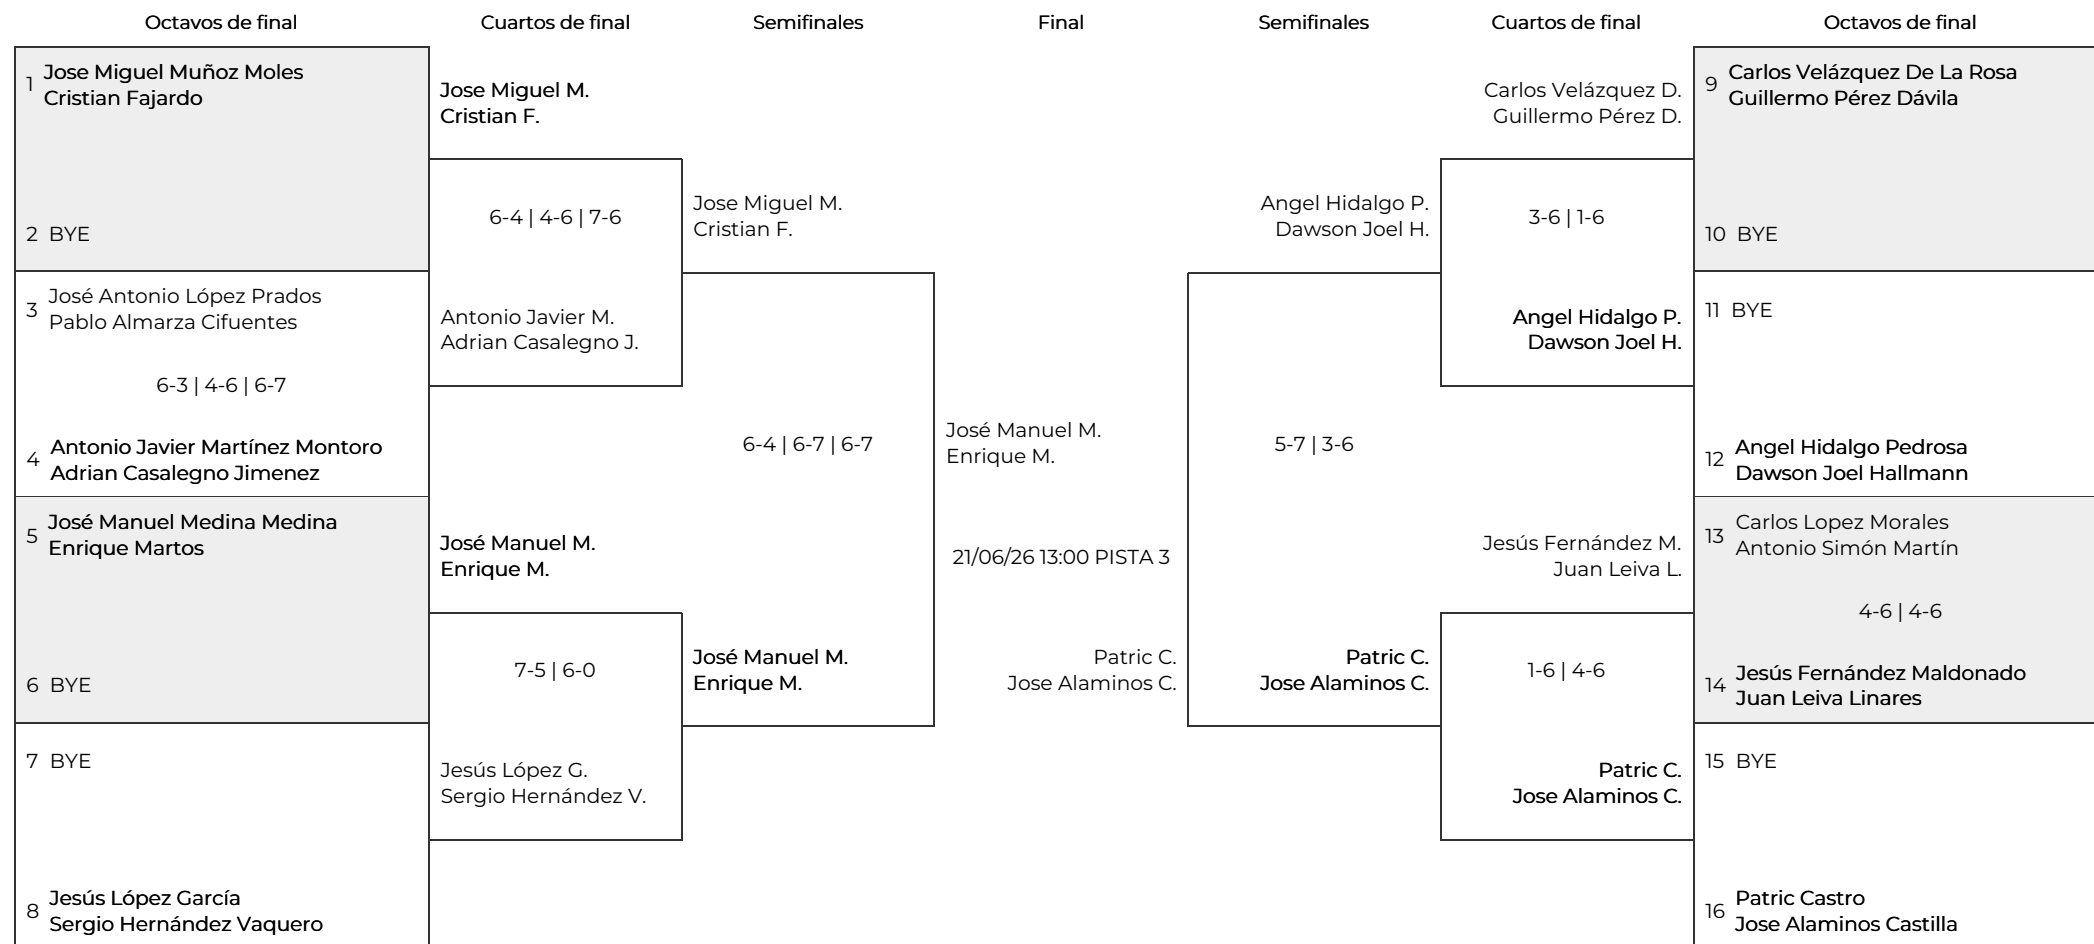 Octavos de final
Cuartos de final
Semifinales
Final
Semifinales
Cuartos de final
Octavos de final
1
Jose Miguel Muñoz Moles
Cristian Fajardo
2 BYE
3
José Antonio López Prados
Pablo Almarza Cifuentes
6-3 | 4-6 | 6-7
4
Antonio Javier Martínez Montoro
Adrian Casalegno Jimenez
5
José Manuel Medina Medina
Enrique Martos
6 BYE
7 BYE
8
Jesús López García
Sergio Hernández Vaquero
Jose Miguel M.
Cristian F.
6-4 | 4-6 | 7-6
Antonio Javier M.
Adrian Casalegno J.
José Manuel M.
Enrique M.
7-5 | 6-0
Jesús López G.
Sergio Hernández V.
Jose Miguel M.
Cristian F.
6-4 | 6-7 | 6-7
José Manuel M.
Enrique M.
José Manuel M.
Enrique M.
21/06/26 13:00 PISTA 3
Patric C.
Jose Alaminos C.
Angel Hidalgo P.
Dawson Joel H.
5-7 | 3-6
Patric C.
Jose Alaminos C.
Carlos Velázquez D.
Guillermo Pérez D.
3-6 | 1-6
Angel Hidalgo P.
Dawson Joel H.
Jesús Fernández M.
Juan Leiva L.
1-6 | 4-6
Patric C.
Jose Alaminos C.
9
Carlos Velázquez De La Rosa
Guillermo Pérez Dávila
10 BYE
11 BYE
12
Angel Hidalgo Pedrosa
Dawson Joel Hallmann
13
Carlos Lopez Morales
Antonio Simón Martín
4-6 | 4-6
14
Jesús Fernández Maldonado
Juan Leiva Linares
15 BYE
16
Patric Castro
Jose Alaminos Castilla